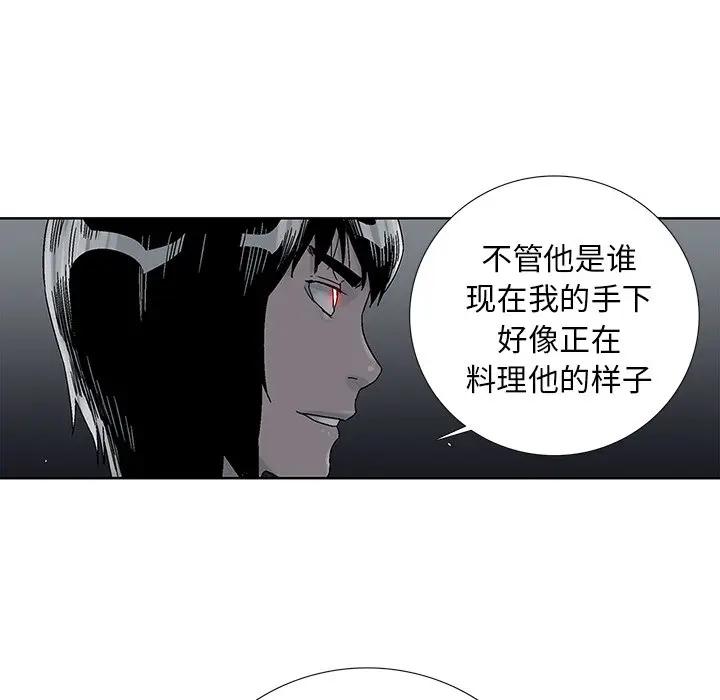 不管他是谁
现在我的手下
好像正在
料理他的样子